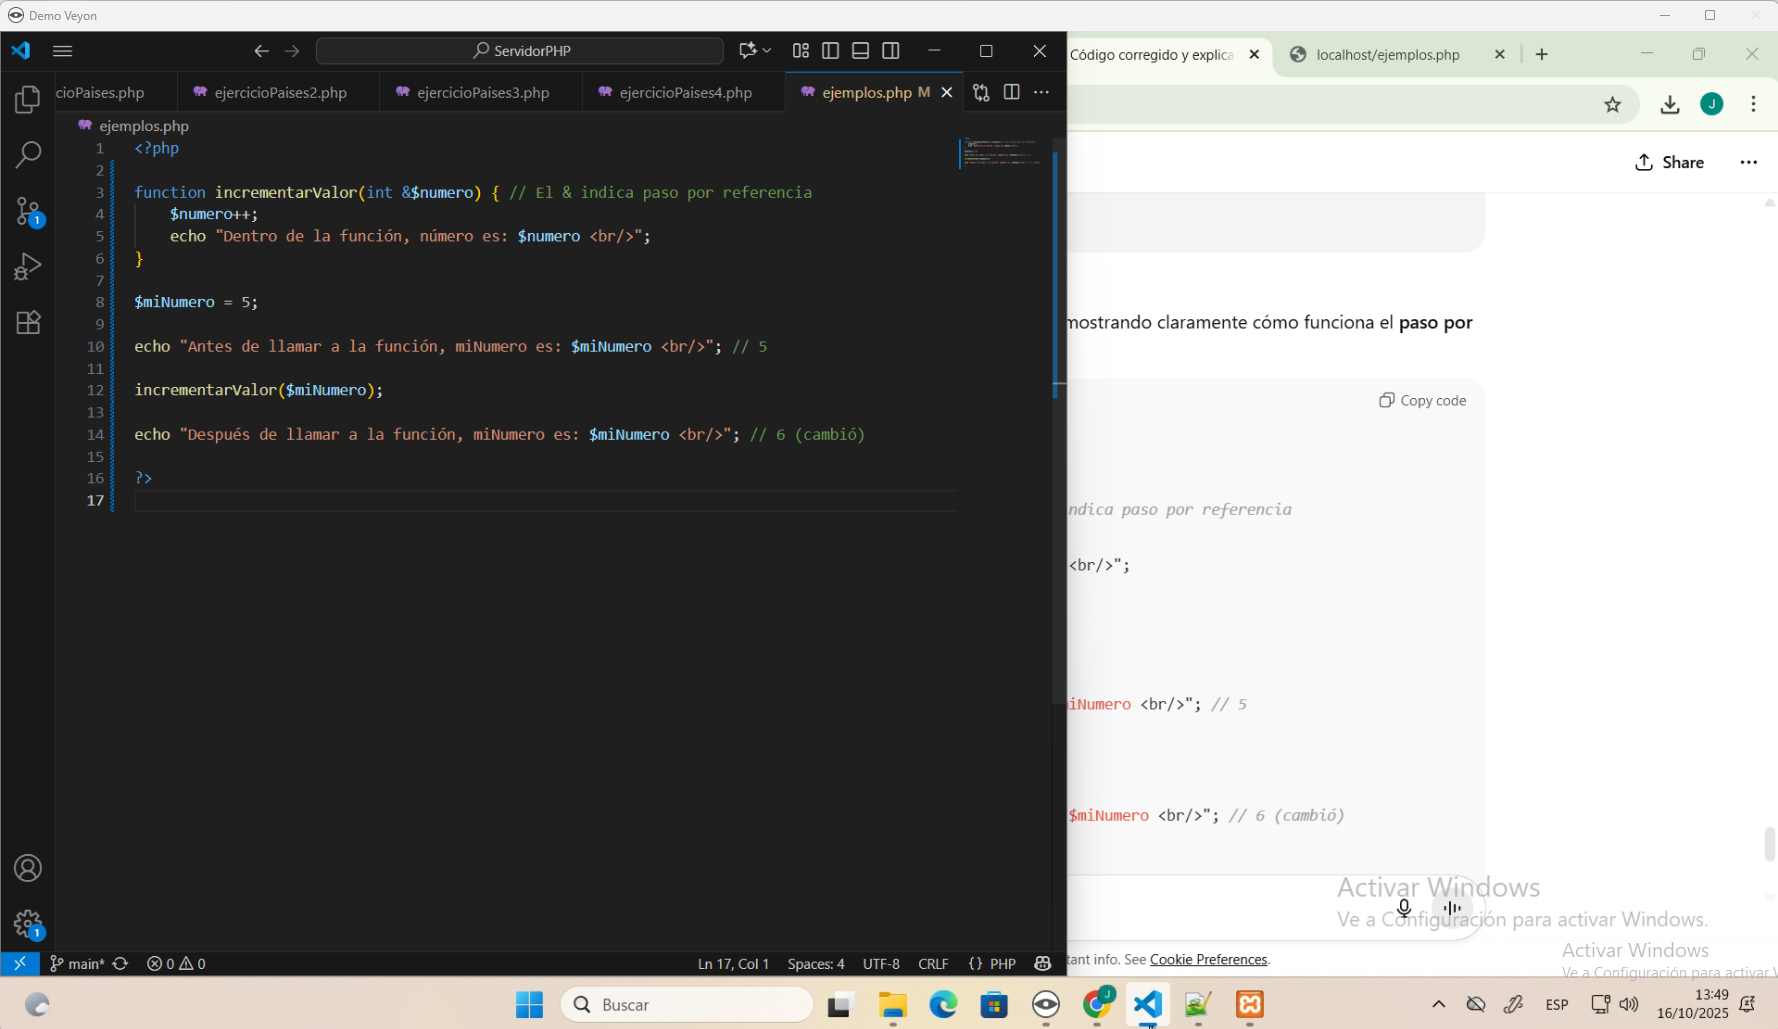 Demo Veyon
ServidorPHP
cioPaises.php
ejercicioPaises2.php
ejercicioPaises3.php
ejercicioPaises4.php
ejemplos.php M
ejemplos.php
1 <?php
2
3 function incrementarValor(int &$numero) { // El & indica paso por referencia
4 $numero++;
5 echo "Dentro de la función, número es: $numero <br/>";
6 }
7
8 $miNumero = 5;
9
10 echo "Antes de llamar a la función, miNumero es: $miNumero <br/>"; // 5
11
12 incrementarValor($miNumero);
13
14 echo "Después de llamar a la función, miNumero es: $miNumero <br/>"; // 6 (cambió)
15
16 ?>
17
1
1
main*
0 0
Ln 17, Col 1
Spaces: 4
UTF-8
CRLF
{} PHP
Código corregido y explica
localhost/ejemplos.php
J
Share
mostrando claramente cómo funciona el paso por
Copy code
ndica paso por referencia
<br/>";
miNumero <br/>"; // 5
$miNumero <br/>"; // 6 (cambió)
Activar Windows
Ve a Configuración para activar Windows.
Activar Windows
Ve a Configuración para activar
tant info. See Cookie Preferences.
Buscar
J
ESP
13:49
16/10/2025